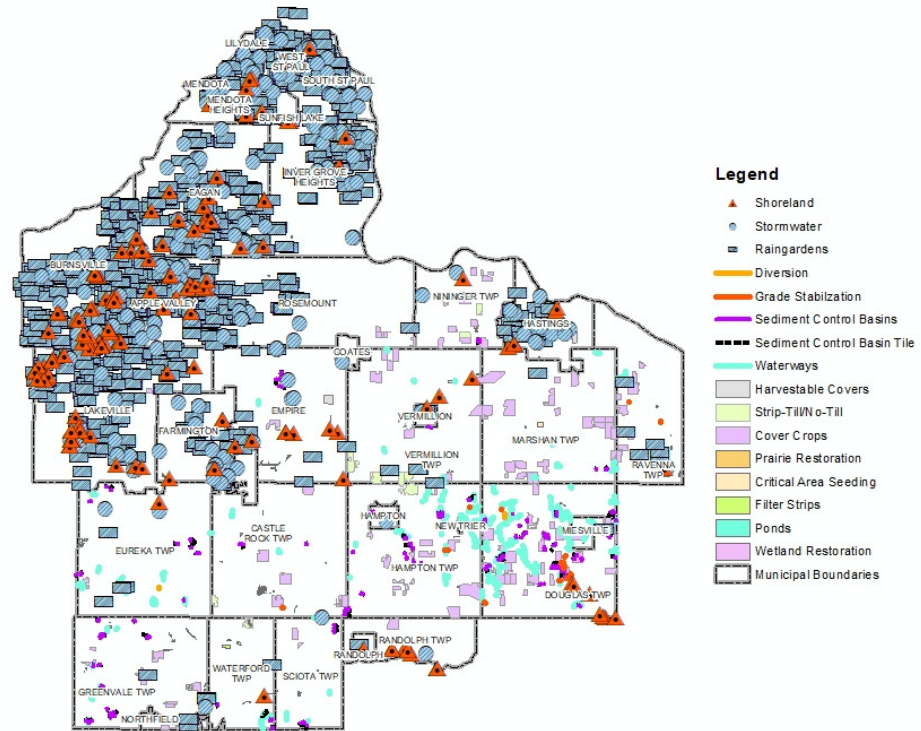 LILYDALE
WEST
ST PAUL
SOUTH ST PAUL
MENDOTA
MENDOTA
HEIGHTS
SUNFISH LAKE
INVER GROVE
HEIGHTS
EAGAN
BURNSVILLE
APPLE VALLEY
ROSEMOUNT
NININGER TWP
HASTINGS
COATES
LAKEVILLE
FARMINGTON
EMPIRE
VERMILLION
VERMILLION
TWP
MARSHAN TWP
RAVENNA
TWP
EUREKA TWP
CASTLE
ROCK TWP
HAMPTON
NEW TRIER
HAMPTON TWP
MIESVILLE
DOUGLAS TWP
RANDOLPH TWP
RANDOLPH
GREENVALE TWP
WATERFORD
TWP
SCIOTA TWP
NORTHFIELD
Legend
Shoreland
Stormwater
Raingardens
Diversion
Grade Stabilzation
Sediment Control Basins
Sediment Control Basin Tile
Waterways
Harvestable Covers
Strip-Till/No-Till
Cover Crops
Prairie Restoration
Critical Area Seeding
Filter Strips
Ponds
Wetland Restoration
Municipal Boundaries